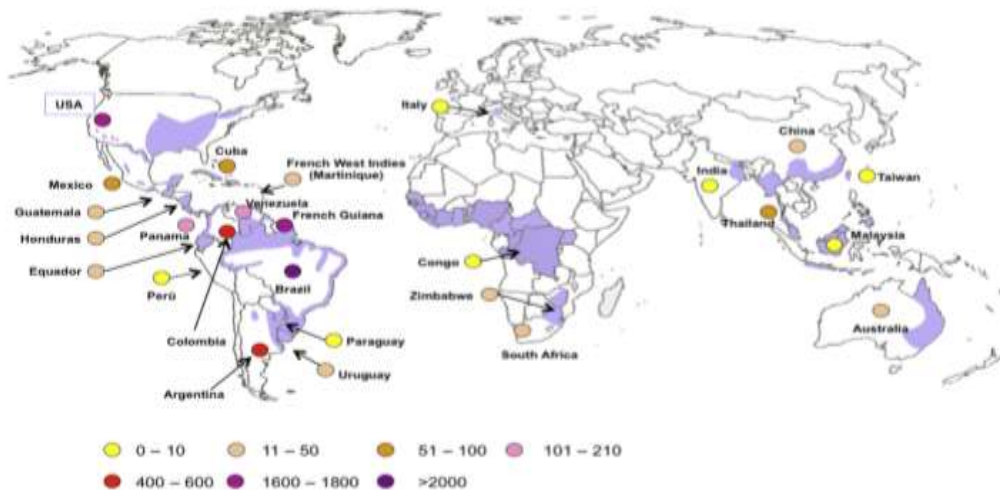 Italy
USA
China
Cuba
French West Indies
(Martinique)
India
Taiwan
Mexico
Venezuela
Guatemala
French Guiana
Thailand
Honduras
Panama
Malaysia
Congo
Equador
Brazil
Zimbabwe
Perü
Australia
Colombia
Paraguay
South Africa
Uruguay
Argentina
0 – 10 11 – 50 51 – 100 101 – 210
400 – 600 1600 – 1800 >2000